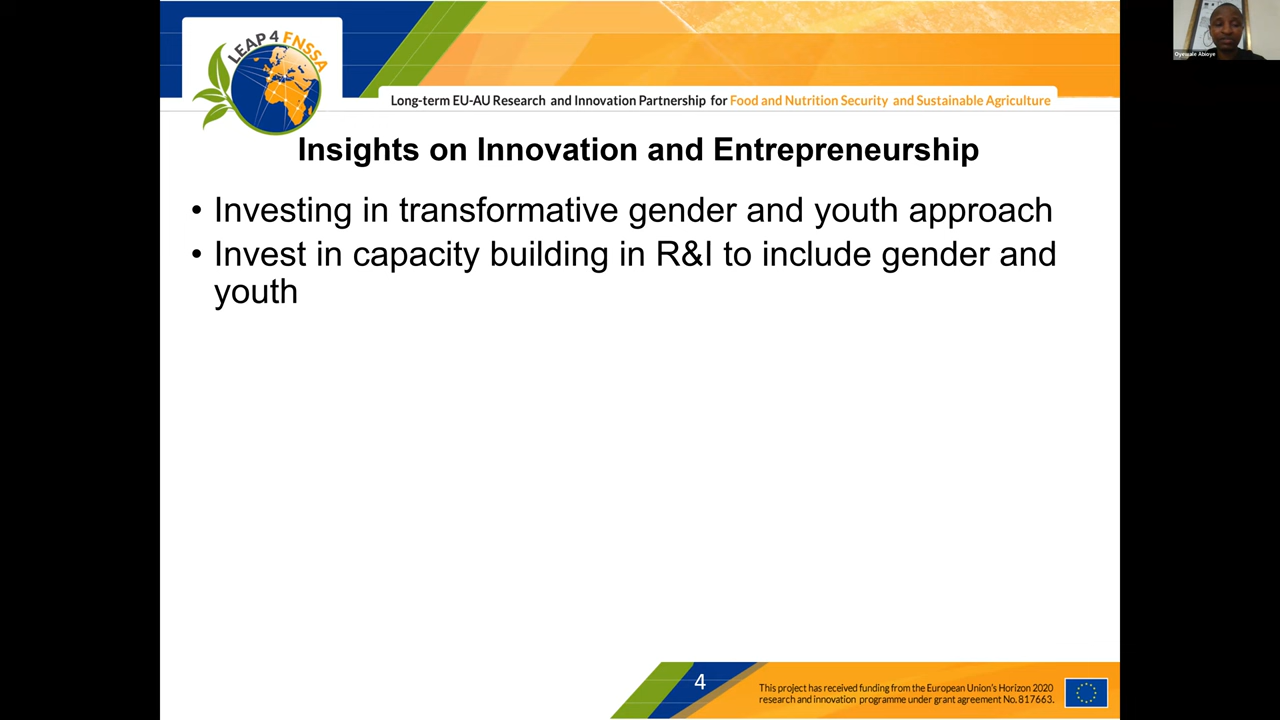 LEAP 4 FNSSA
Oyewale Abioye
Long-term EU-AU Research and Innovation Partnership for Food and Nutrition Security and Sustainable Agriculture
Insights on Innovation and Entrepreneurship
• Investing in transformative gender and youth approach
• Invest in capacity building in R&I to include gender and
youth
4
This project has received funding from the European Union's Horizon 2020
research and innovation programme under grant agreement No. 817663.